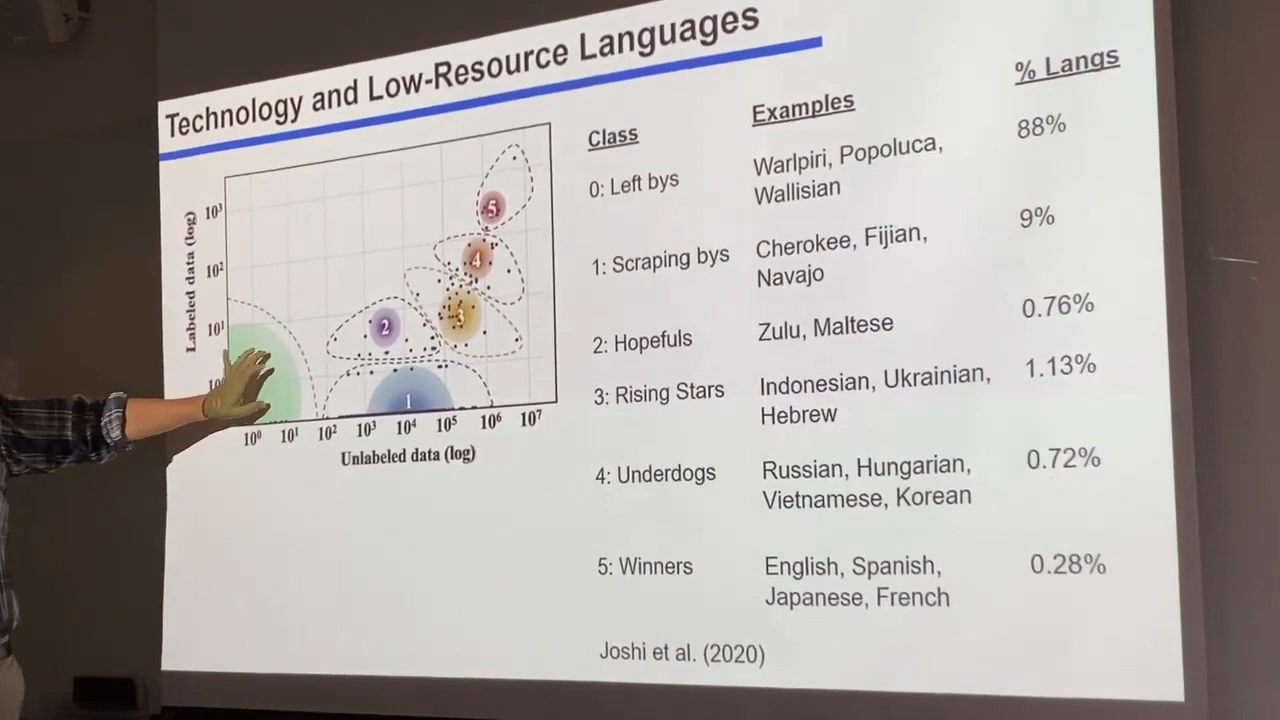 Technology and Low-Resource Languages
Labeled data (log)
10³
10²
10¹
5
4
3
2
1
10⁰ 10¹ 10² 10³ 10⁴ 10⁵ 10⁶ 10⁷
Unlabeled data (log)
Class Examples % Langs
0: Left bys Warlpiri, Popoluca, 88%
Wallisian
1: Scraping bys Cherokee, Fijian, 9%
Navajo
2: Hopefuls Zulu, Maltese 0.76%
3: Rising Stars Indonesian, Ukrainian, 1.13%
Hebrew
4: Underdogs Russian, Hungarian, 0.72%
Vietnamese, Korean
5: Winners English, Spanish, 0.28%
Japanese, French
Joshi et al. (2020)